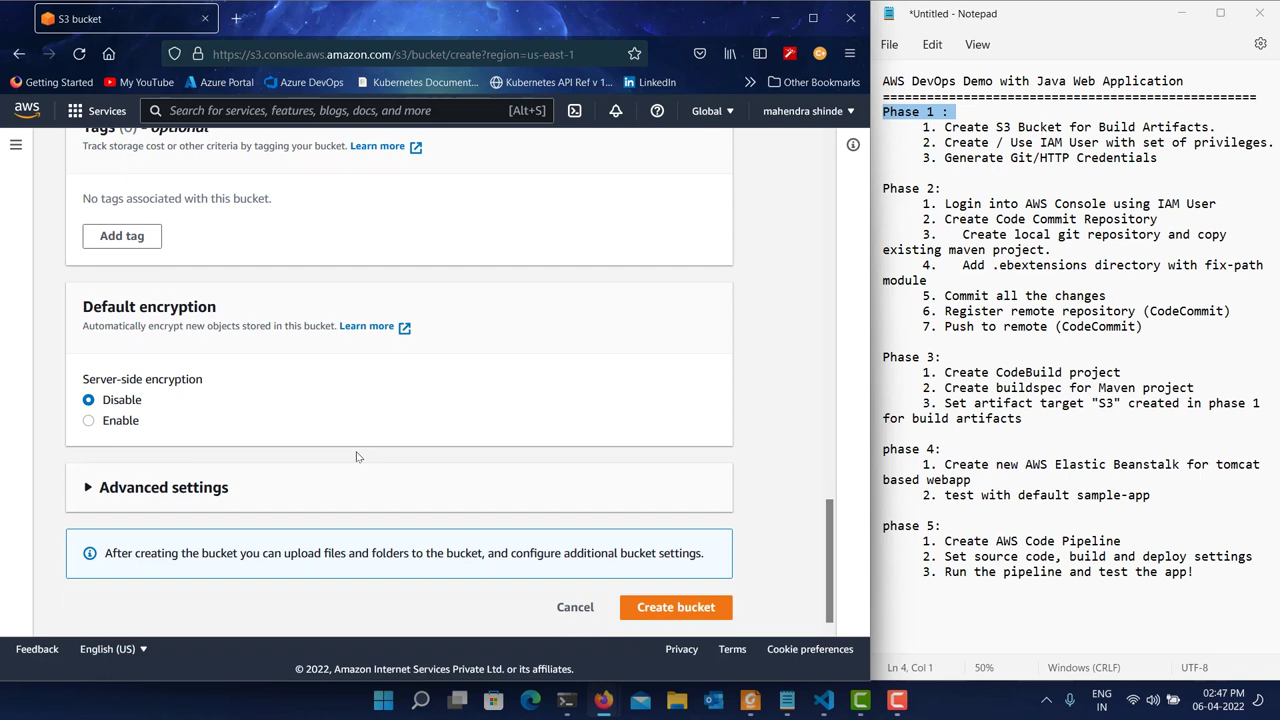 S3 bucket
https://s3.console.aws.amazon.com/s3/bucket/create?region=us-east-1
Getting Started
My YouTube
Azure Portal
Azure DevOps
Kubernetes Document...
Kubernetes API Ref v 1...
LinkedIn
Other Bookmarks
aws
Services
Search for services, features, blogs, docs, and more
[Alt+S]
Global
mahendra shinde
Tags (0) - optional
Track storage cost or other criteria by tagging your bucket. Learn more
No tags associated with this bucket.
Add tag
Default encryption
Automatically encrypt new objects stored in this bucket. Learn more
Server-side encryption
Disable
Enable
Advanced settings
After creating the bucket you can upload files and folders to the bucket, and configure additional bucket settings.
Cancel
Create bucket
Feedback
English (US)
Privacy
Terms
Cookie preferences
© 2022, Amazon Internet Services Private Ltd. or its affiliates.
*Untitled - Notepad
File
Edit
View
AWS DevOps Demo with Java Web Application
=====================================================
Phase 1 :
1. Create S3 Bucket for Build Artifacts.
2. Create / Use IAM User with set of privileges.
3. Generate Git/HTTP Credentials
Phase 2:
1. Login into AWS Console using IAM User
2. Create Code Commit Repository
3. Create local git repository and copy
existing maven project.
4. Add .ebextensions directory with fix-path
module
5. Commit all the changes
6. Register remote repository (CodeCommit)
7. Push to remote (CodeCommit)
Phase 3:
1. Create CodeBuild project
2. Create buildspec for Maven project
3. Set artifact target "S3" created in phase 1
for build artifacts
phase 4:
1. Create new AWS Elastic Beanstalk for tomcat
based webapp
2. test with default sample-app
phase 5:
1. Create AWS Code Pipeline
2. Set source code, build and deploy settings
3. Run the pipeline and test the app!
Ln 4, Col 1
50%
Windows (CRLF)
UTF-8
ENG
IN
02:47 PM
06-04-2022